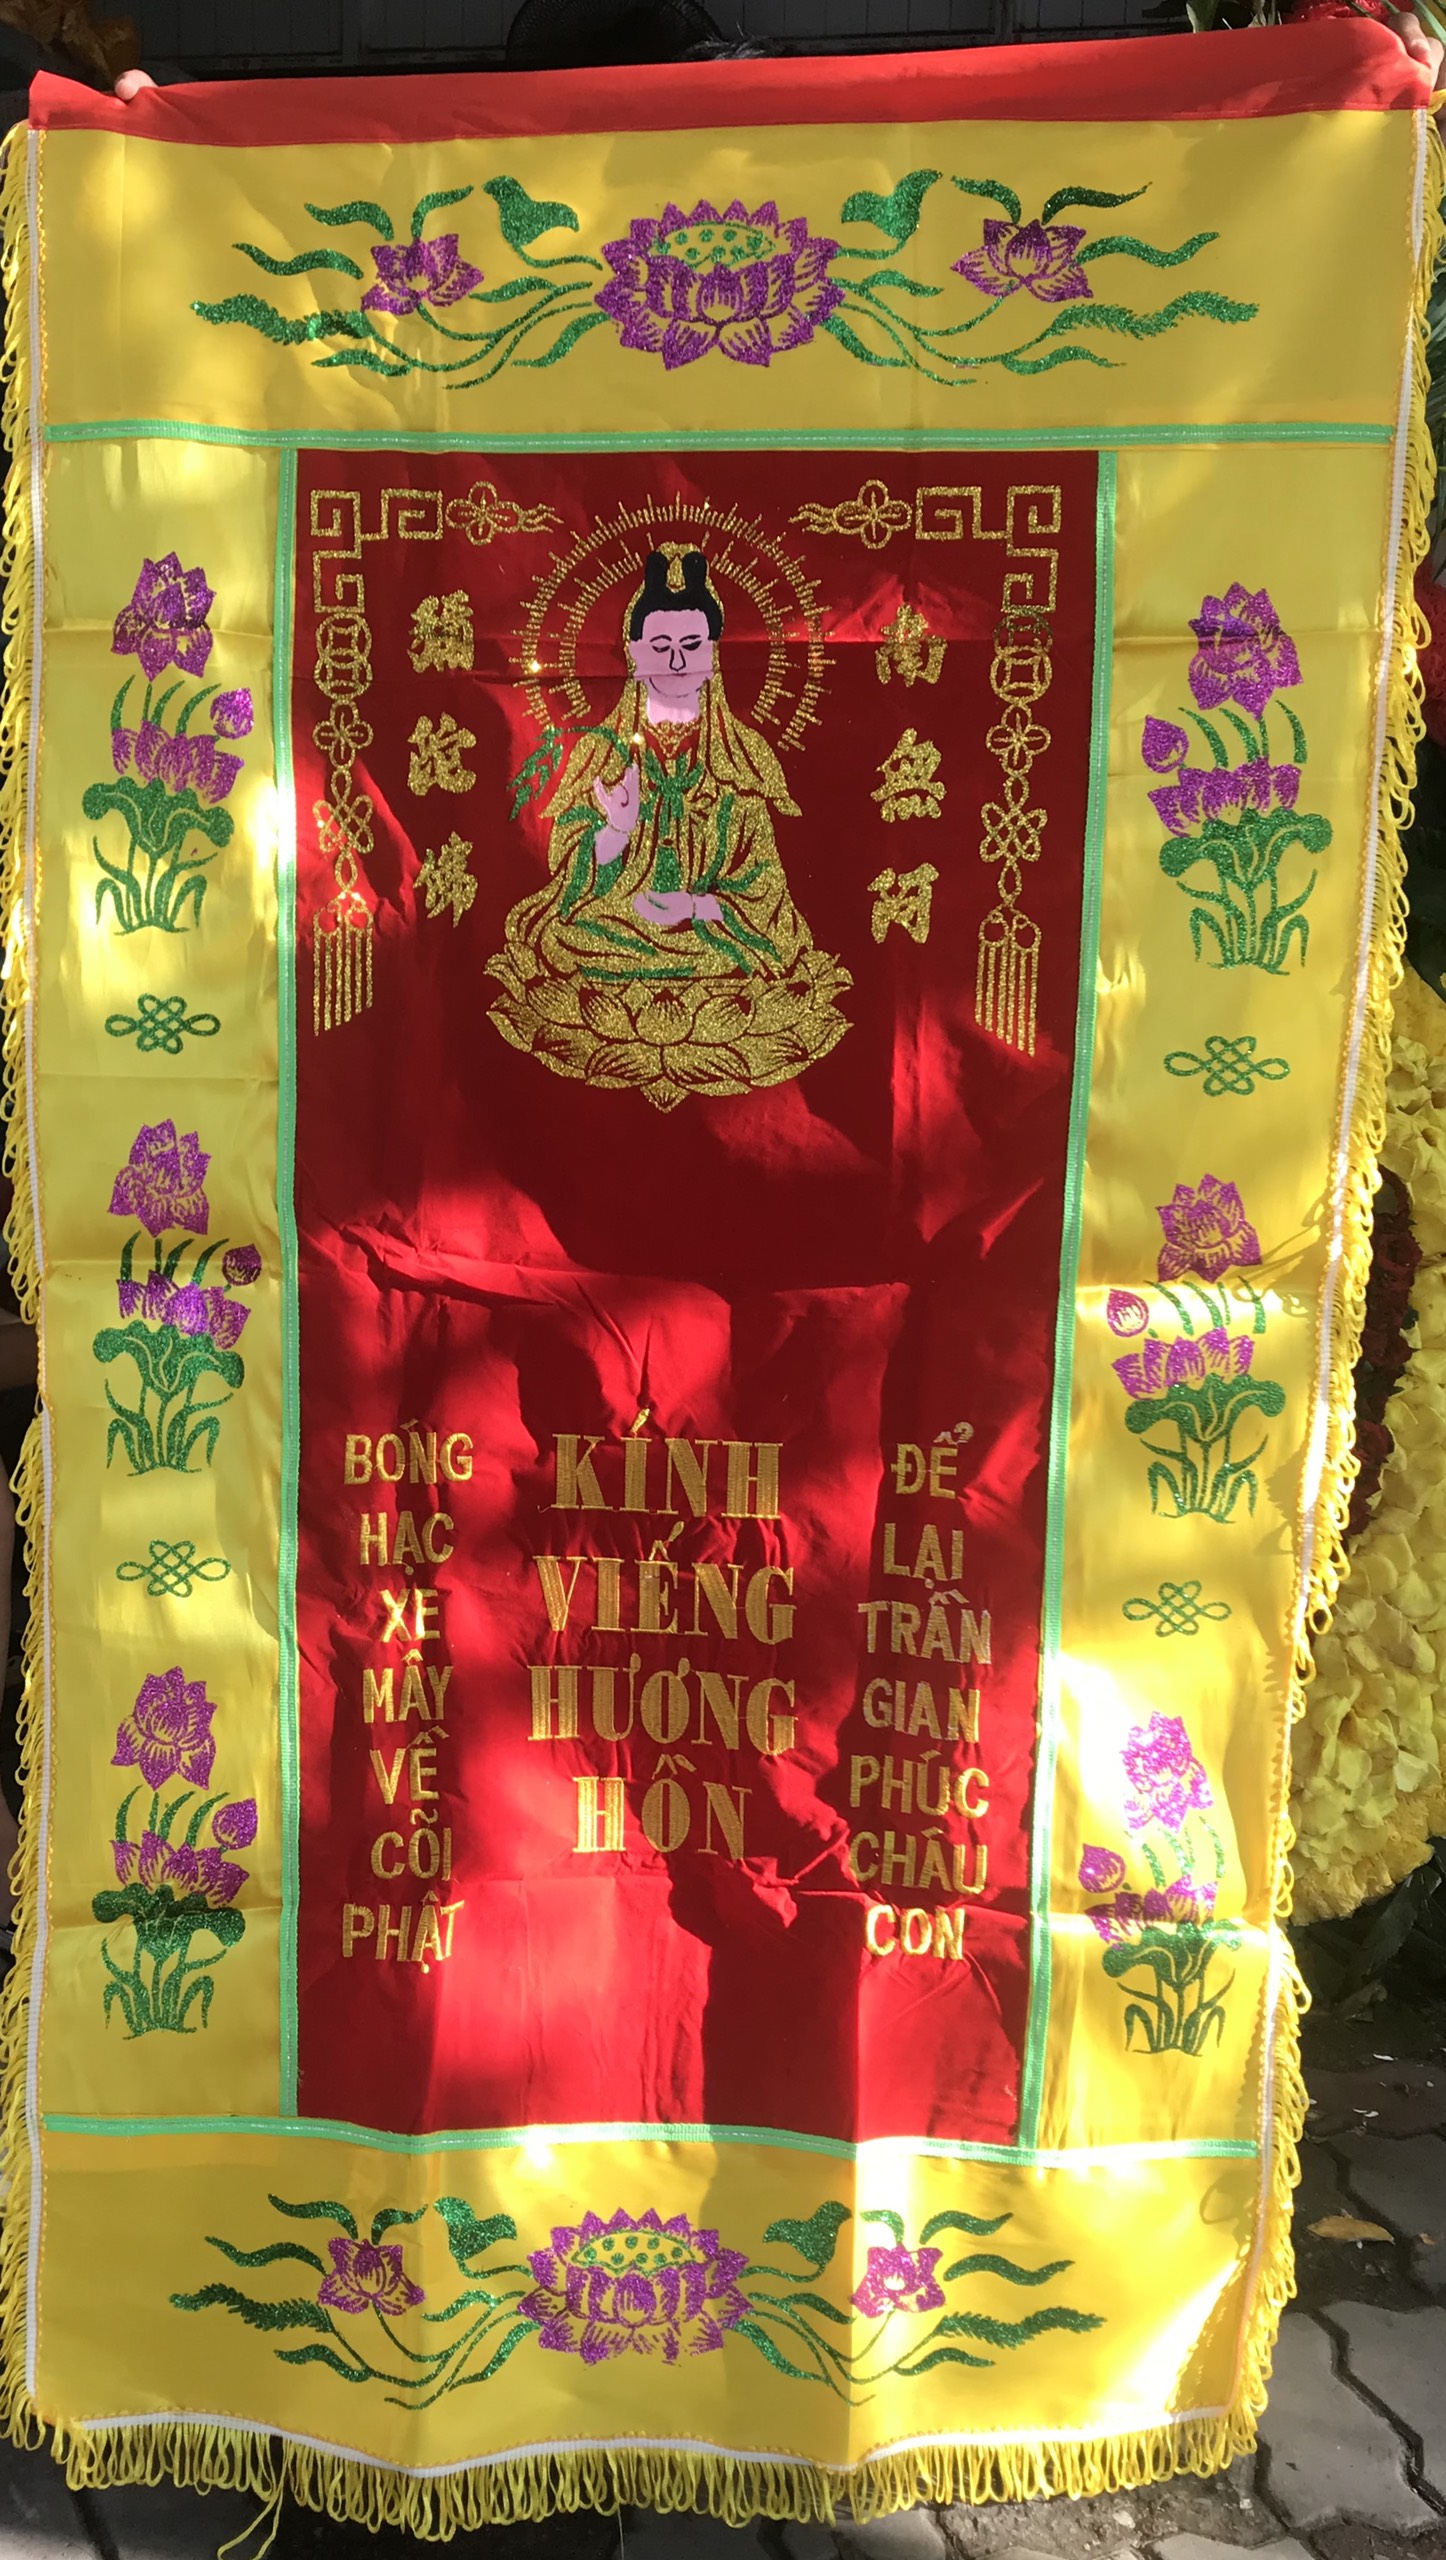 南
無
阿
彌
陀
佛
BÓNG
HẠC
XE
MÂY
VỀ
CÕI
PHẬT
KÍNH
VIẾNG
HƯƠNG
HỒN
ĐỂ
LẠI
TRẦN
GIAN
PHÚC
CHÁU
CON